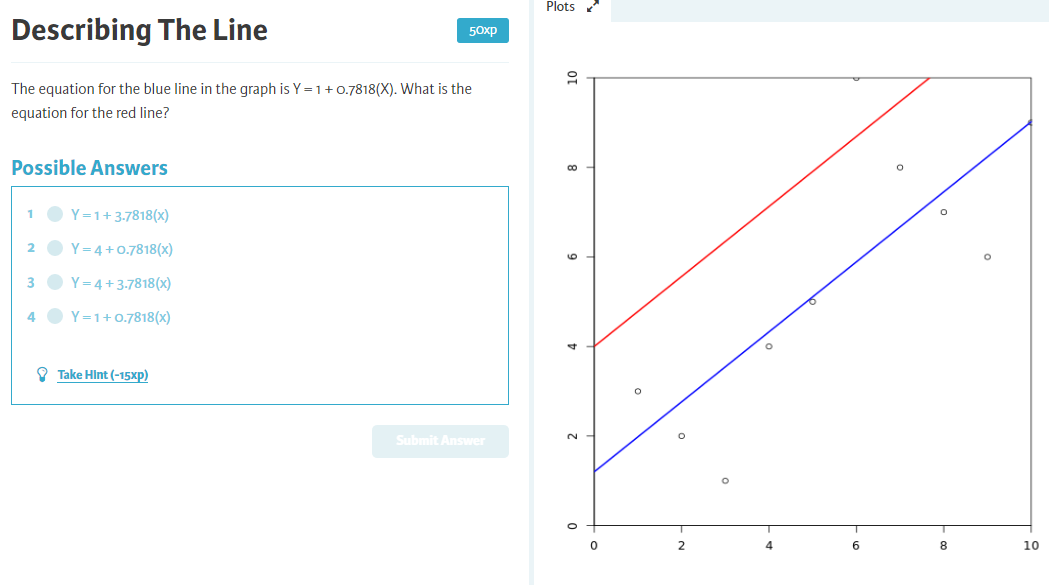 Describing The Line
50xp
The equation for the blue line in the graph is Y = 1 + 0.7818(X). What is the
equation for the red line?
Possible Answers
1 Y = 1 + 3.7818(x)
2 Y = 4 + 0.7818(x)
3 Y = 4 + 3.7818(x)
4 Y = 1 + 0.7818(x)
Take Hint (-15xp)
Submit Answer
Plots
10
8
6
4
2
0
0 2 4 6 8 10